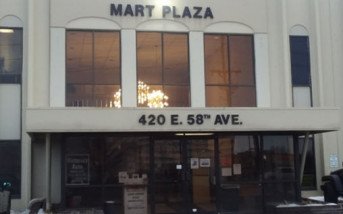 MART PLAZA
420 E. 58TH AVE.